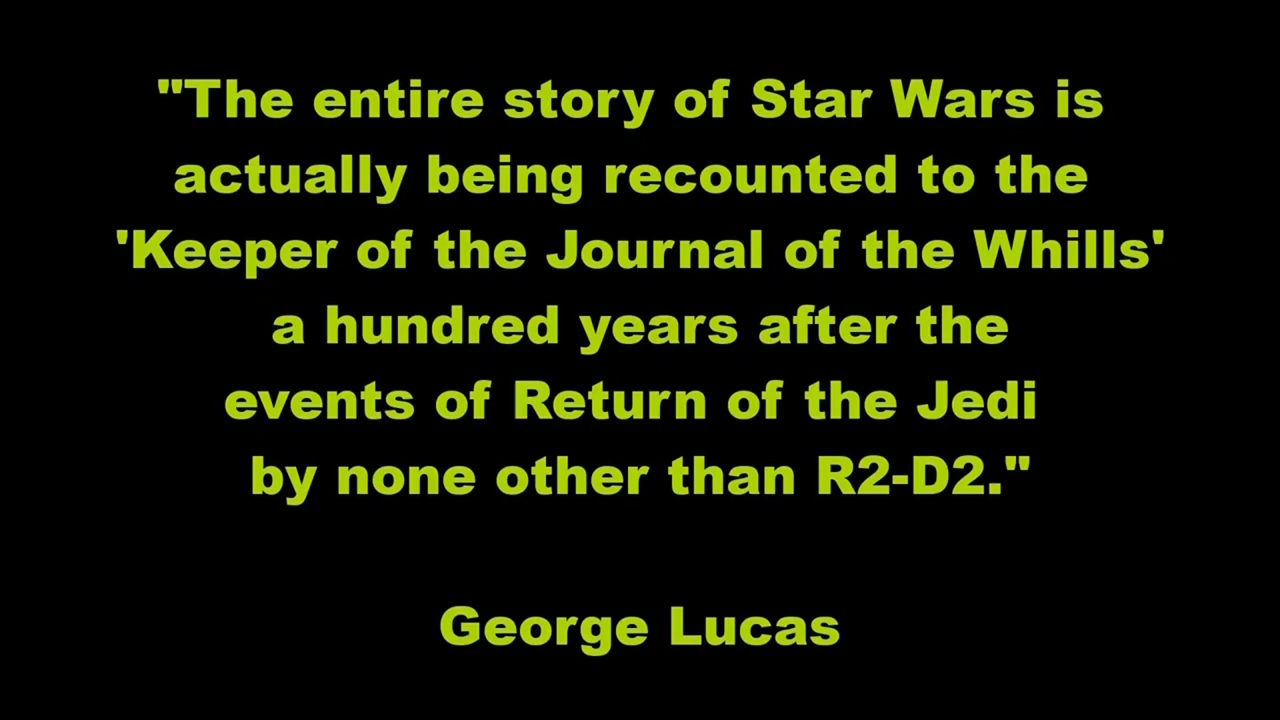 "The entire story of Star Wars is
actually being recounted to the
'Keeper of the Journal of the Whills'
a hundred years after the
events of Return of the Jedi
by none other than R2-D2."
George Lucas